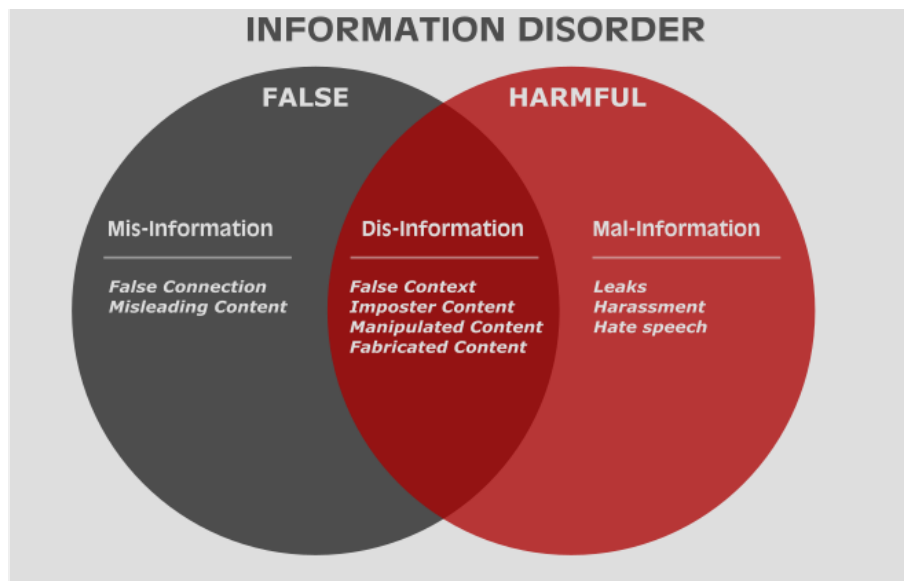 INFORMATION DISORDER
FALSE
HARMFUL
Mis-Information
False Connection
Misleading Content
Dis-Information
False Context
Imposter Content
Manipulated Content
Fabricated Content
Mal-Information
Leaks
Harassment
Hate speech